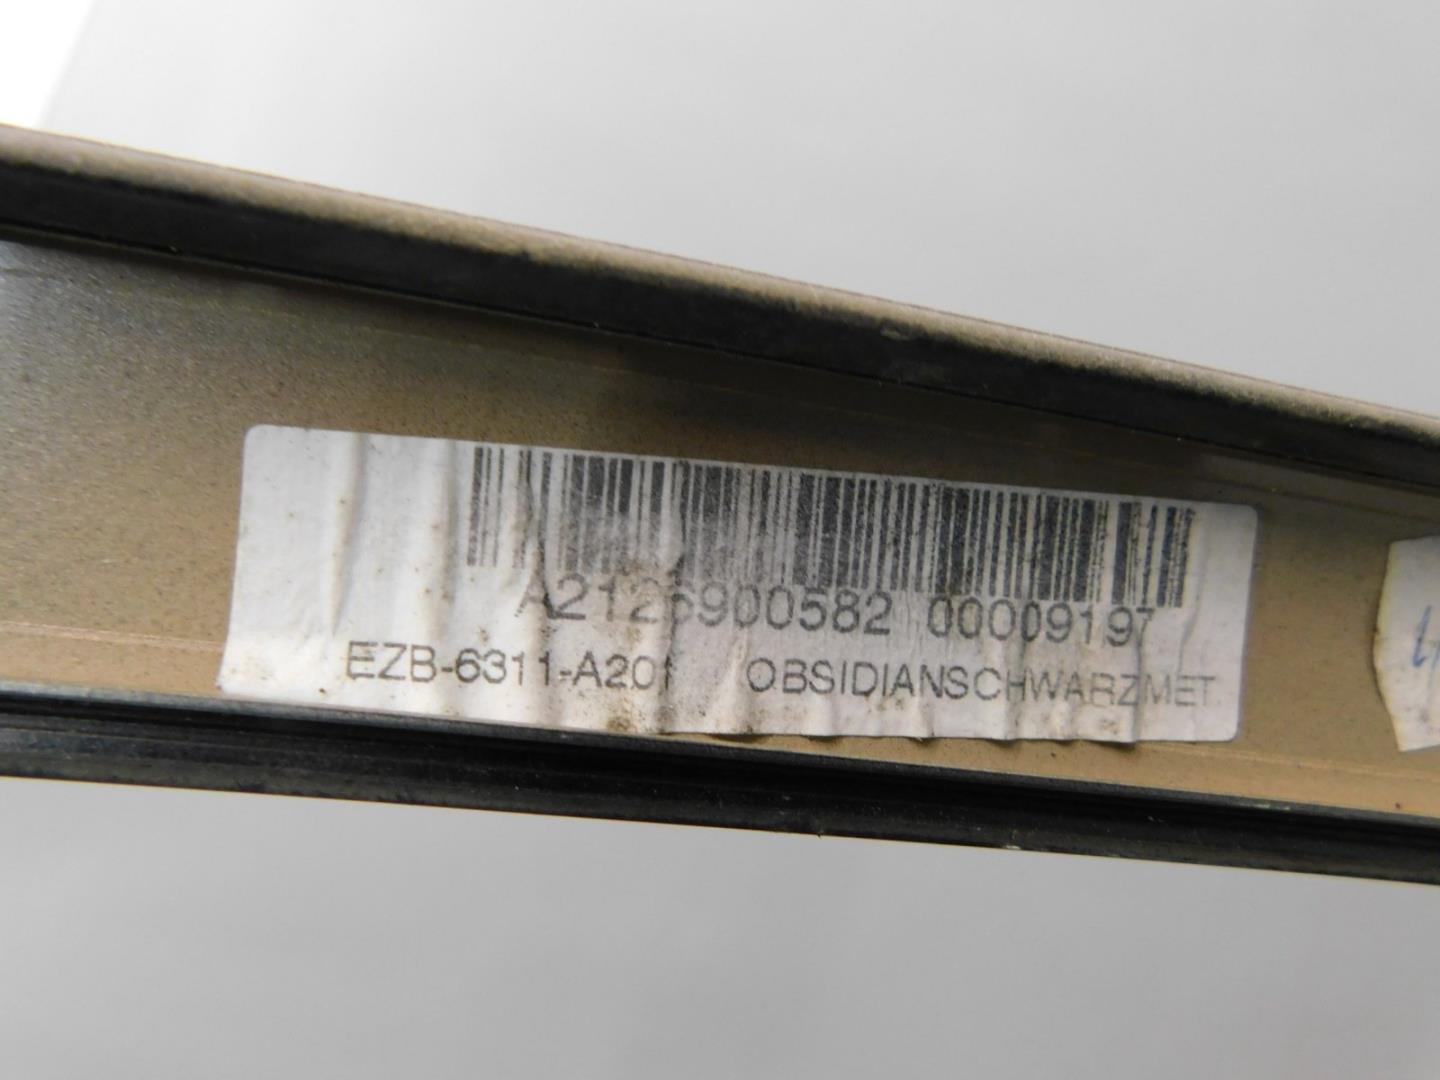 A2126900582 00009197
EZB-6311-A201 OBSIDIANSCHWARZMET.